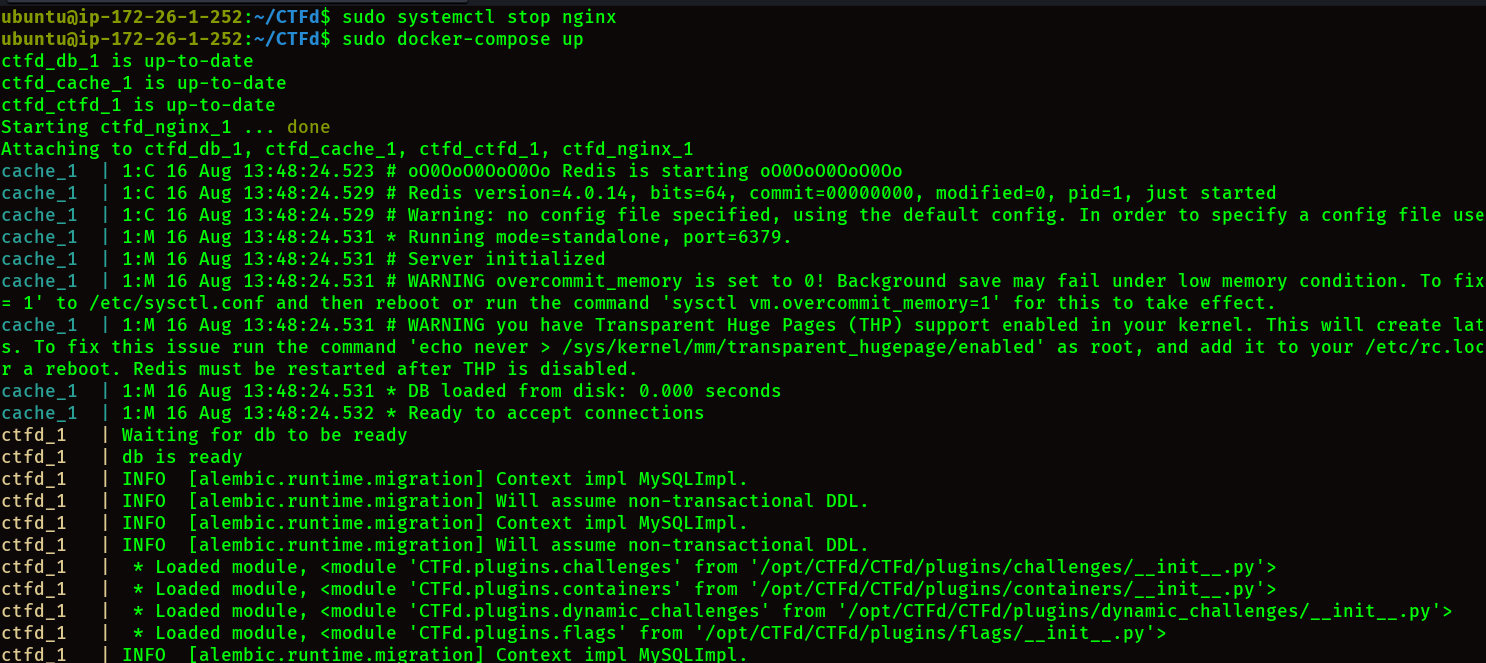 ubuntu@ip-172-26-1-252:~/CTFd$ sudo systemctl stop nginx
ubuntu@ip-172-26-1-252:~/CTFd$ sudo docker-compose up
ctfd_db_1 is up-to-date
ctfd_cache_1 is up-to-date
ctfd_ctfd_1 is up-to-date
Starting ctfd_nginx_1 ... done
Attaching to ctfd_db_1, ctfd_cache_1, ctfd_ctfd_1, ctfd_nginx_1
cache_1  | 1:C 16 Aug 13:48:24.523 # oO0OoO0OoO0Oo Redis is starting oO0OoO0OoO0Oo
cache_1  | 1:C 16 Aug 13:48:24.529 # Redis version=4.0.14, bits=64, commit=00000000, modified=0, pid=1, just started
cache_1  | 1:C 16 Aug 13:48:24.529 # Warning: no config file specified, using the default config. In order to specify a config file use
cache_1  | 1:M 16 Aug 13:48:24.531 * Running mode=standalone, port=6379.
cache_1  | 1:M 16 Aug 13:48:24.531 # Server initialized
cache_1  | 1:M 16 Aug 13:48:24.531 # WARNING overcommit_memory is set to 0! Background save may fail under low memory condition. To fix
= 1' to /etc/sysctl.conf and then reboot or run the command 'sysctl vm.overcommit_memory=1' for this to take effect.
cache_1  | 1:M 16 Aug 13:48:24.531 # WARNING you have Transparent Huge Pages (THP) support enabled in your kernel. This will create lat
s. To fix this issue run the command 'echo never > /sys/kernel/mm/transparent_hugepage/enabled' as root, and add it to your /etc/rc.loc
r a reboot. Redis must be restarted after THP is disabled.
cache_1  | 1:M 16 Aug 13:48:24.531 * DB loaded from disk: 0.000 seconds
cache_1  | 1:M 16 Aug 13:48:24.532 * Ready to accept connections
ctfd_1   | Waiting for db to be ready
ctfd_1   | db is ready
ctfd_1   | INFO  [alembic.runtime.migration] Context impl MySQLImpl.
ctfd_1   | INFO  [alembic.runtime.migration] Will assume non-transactional DDL.
ctfd_1   | INFO  [alembic.runtime.migration] Context impl MySQLImpl.
ctfd_1   | INFO  [alembic.runtime.migration] Will assume non-transactional DDL.
ctfd_1   |  * Loaded module, <module 'CTFd.plugins.challenges' from '/opt/CTFd/CTFd/plugins/challenges/__init__.py'>
ctfd_1   |  * Loaded module, <module 'CTFd.plugins.containers' from '/opt/CTFd/CTFd/plugins/containers/__init__.py'>
ctfd_1   |  * Loaded module, <module 'CTFd.plugins.dynamic_challenges' from '/opt/CTFd/CTFd/plugins/dynamic_challenges/__init__.py'>
ctfd_1   |  * Loaded module, <module 'CTFd.plugins.flags' from '/opt/CTFd/CTFd/plugins/flags/__init__.py'>
ctfd_1   | INFO  [alembic.runtime.migration] Context impl MySQLImpl.